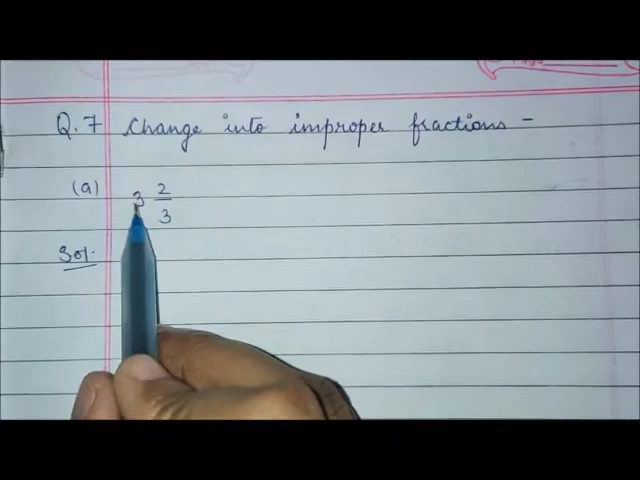 Q.7 Change into improper fractions -
(a) 3 2/3
Sol.